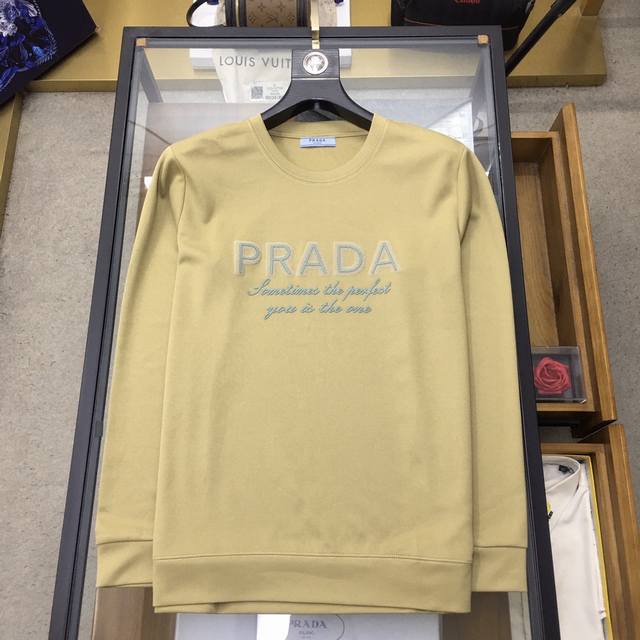 LOUIS VUIT
PRADA
PRADA
Sometimes the perfect
you is the one
PRADA